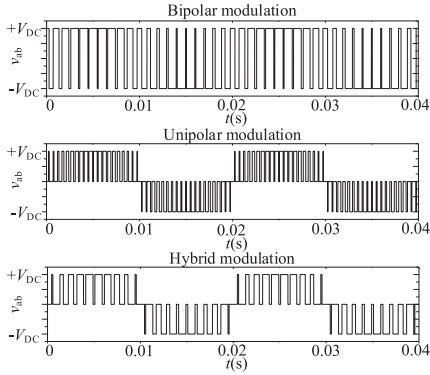 Bipolar modulation
+VDC
vab
-VDC
0 0.01 0.02 0.03 0.04
t(s)
Unipolar modulation
+VDC
vab
-VDC
0 0.01 0.02 0.03 0.04
t(s)
Hybrid modulation
+VDC
vab
-VDC
0 0.01 0.02 0.03 0.04
t(s)